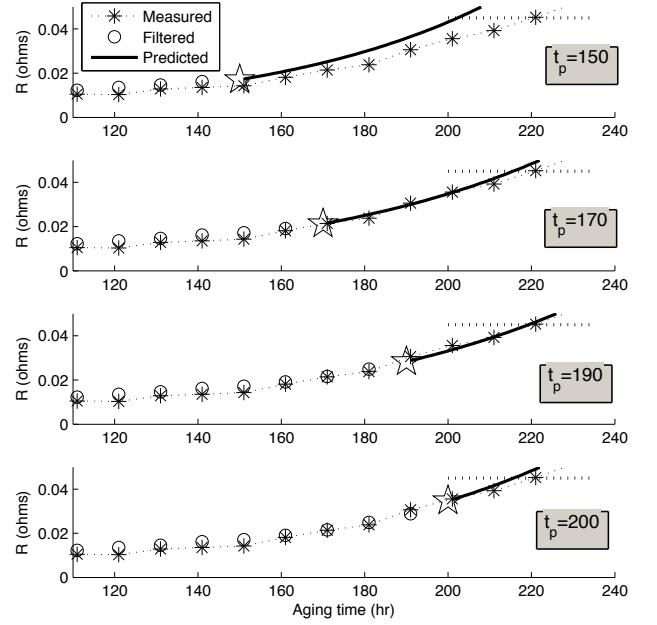 Measured
Filtered
Predicted
R (ohms)
0.04
0.02
0
120 140 160 180 200 220 240
t_p=150
R (ohms)
0.04
0.02
0
120 140 160 180 200 220 240
t_p=170
R (ohms)
0.04
0.02
0
120 140 160 180 200 220 240
t_p=190
R (ohms)
0.04
0.02
0
120 140 160 180 200 220 240
t_p=200
Aging time (hr)